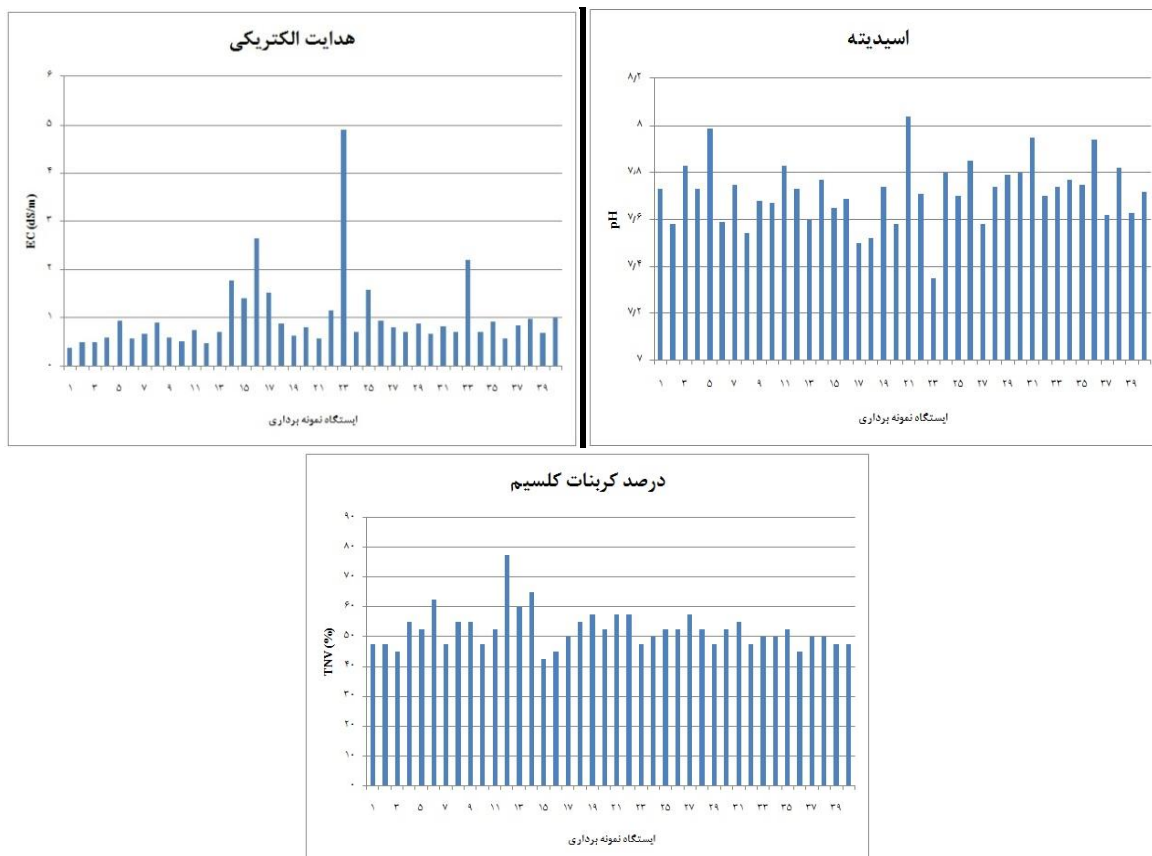 هدایت الکتریکی
EC (dS/m)
۶
۵
۴
۳
۲
۱
۰
۱ ۳ ۵ ۷ ۹ ۱۱ ۱۳ ۱۵ ۱۷ ۱۹ ۲۱ ۲۳ ۲۵ ۲۷ ۲۹ ۳۱ ۳۳ ۳۵ ۳۷ ۳۹
ایستگاه نمونه برداری
اسیدیته
pH
۸/۲
۸
۷/۸
۷/۶
۷/۴
۷/۲
۷
۱ ۳ ۵ ۷ ۹ ۱۱ ۱۳ ۱۵ ۱۷ ۱۹ ۲۱ ۲۳ ۲۵ ۲۷ ۲۹ ۳۱ ۳۳ ۳۵ ۳۷ ۳۹
ایستگاه نمونه برداری
درصد کربنات کلسیم
TNV (%)
۹۰
۸۰
۷۰
۶۰
۵۰
۴۰
۳۰
۲۰
۱۰
۰
۱ ۳ ۵ ۷ ۹ ۱۱ ۱۳ ۱۵ ۱۷ ۱۹ ۲۱ ۲۳ ۲۵ ۲۷ ۲۹ ۳۱ ۳۳ ۳۵ ۳۷ ۳۹
ایستگاه نمونه برداری